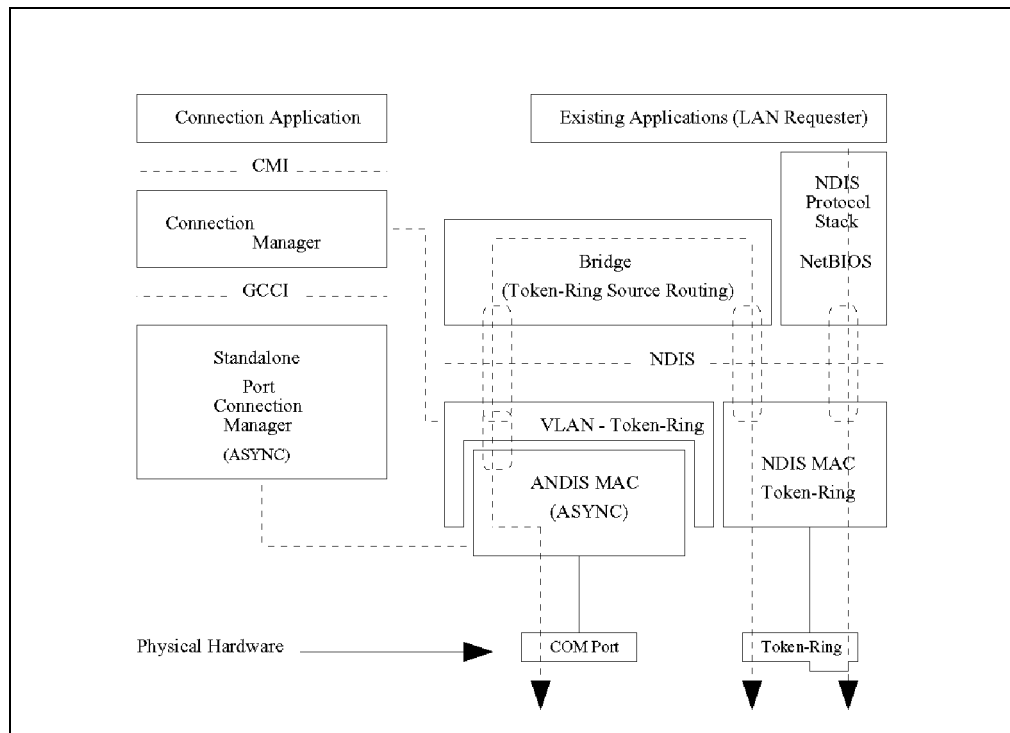 Connection Application
Existing Applications (LAN Requester)
CMI
NDIS
Protocol
Stack
NetBIOS
Connection
Manager
Bridge
(Token-Ring Source Routing)
GCCI
Standalone
Port
Connection
Manager
(ASYNC)
NDIS
VLAN - Token-Ring
ANDIS MAC
(ASYNC)
NDIS MAC
Token-Ring
Physical Hardware
COM Port
Token-Ring